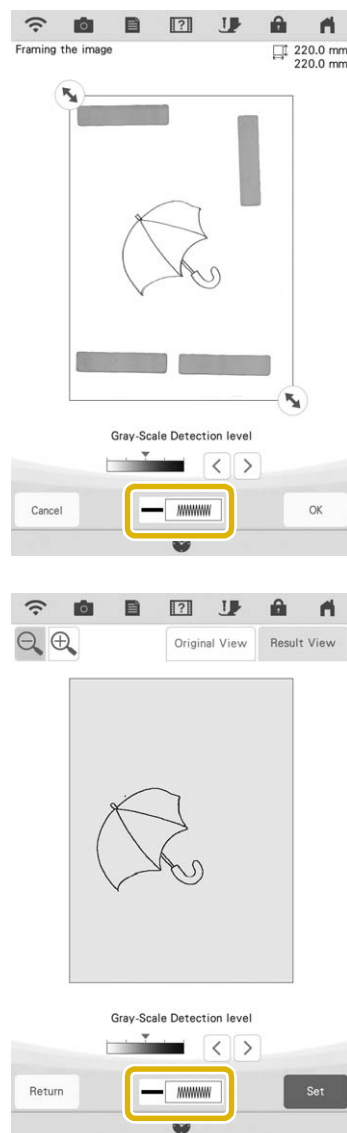 Framing the image
220.0 mm
220.0 mm
Gray-Scale Detection level
Cancel
OK
Original View
Result View
Gray-Scale Detection level
Return
Set